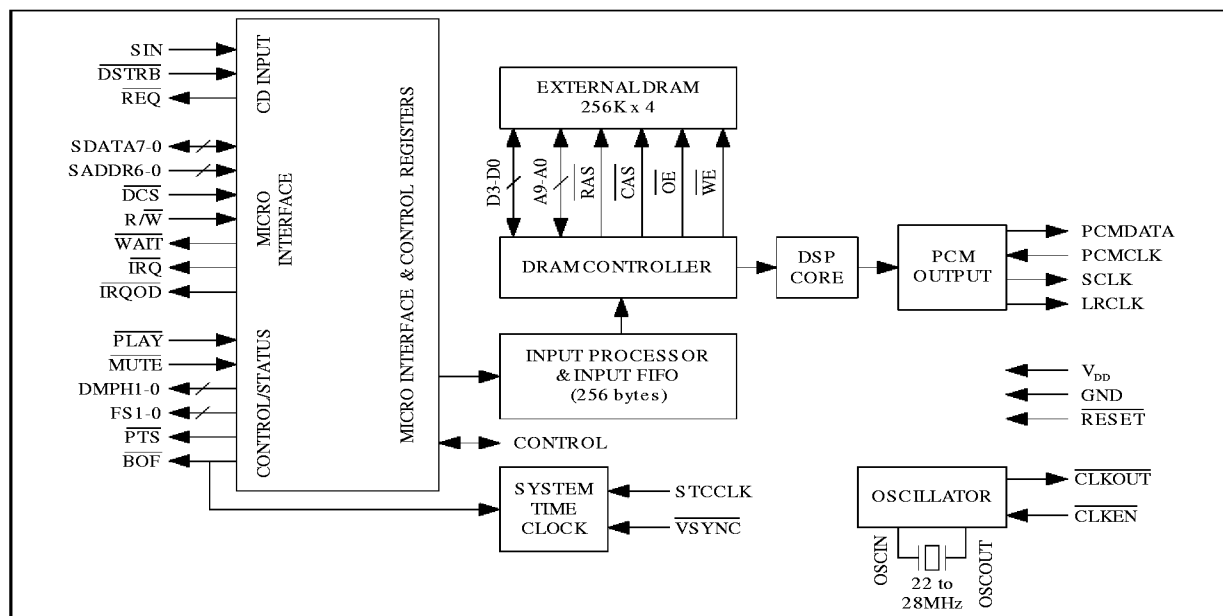 SIN
DSTRB
REQ
SDATA7-0
SADDR6-0
DCS
R/W
WAIT
IRQ
IRQOD
PLAY
MUTE
DMPH1-0
FS1-0
PTS
BOF
CD INPUT
MICRO
INTERFACE
CONTROL/STATUS
MICRO INTERFACE & CONTROL REGISTERS
EXTERNAL DRAM
256K x 4
D3-D0
A9-A0
RAS
CAS
OE
WE
DRAM CONTROLLER
DSP
CORE
PCM
OUTPUT
PCMDATA
PCMCLK
SCLK
LRCLK
INPUT PROCESSOR
& INPUT FIFO
(256 bytes)
CONTROL
SYSTEM
TIME
CLOCK
STCCLK
VSYNC
VDD
GND
RESET
OSCILLATOR
CLKOUT
CLKEN
OSCIN
OSCOUT
22 to
28MHz